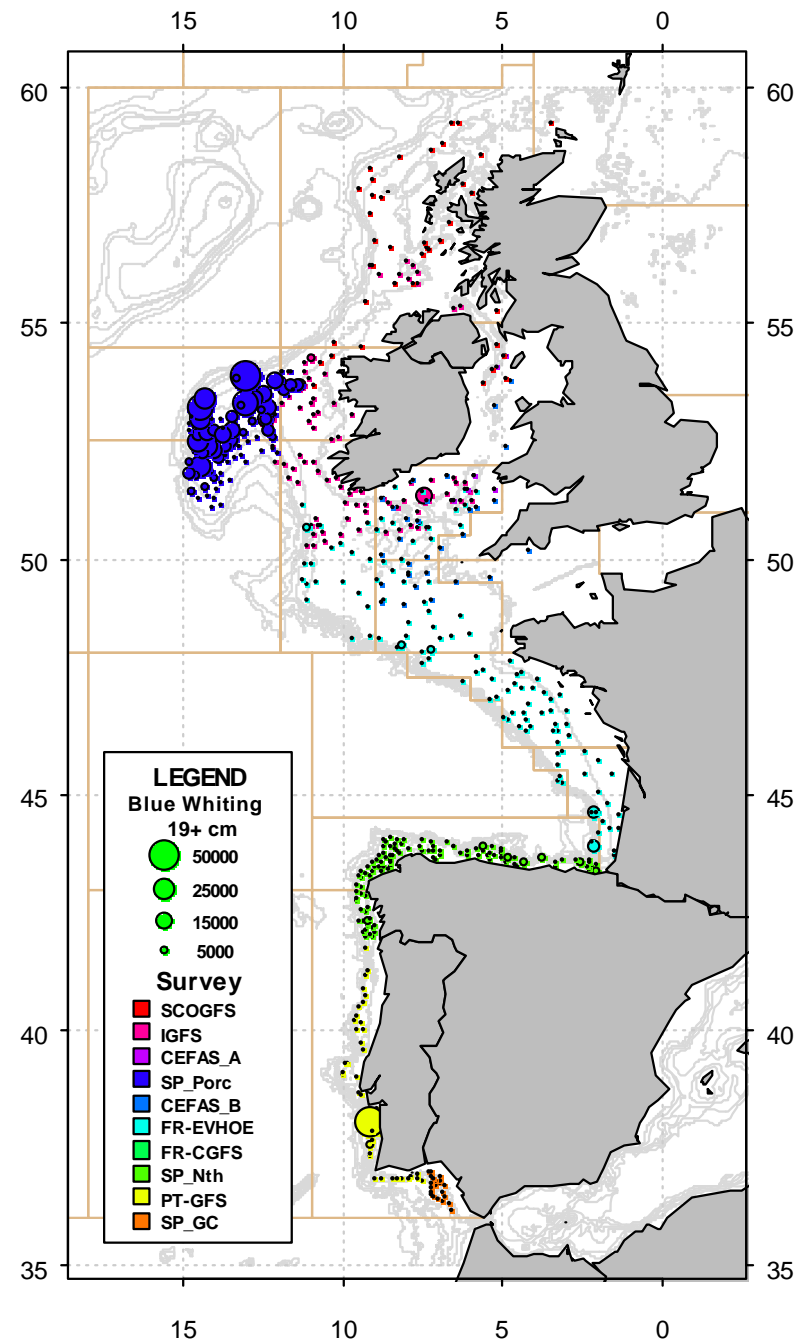 15 10 5 0
60 60
55 55
50 50
45 45
40 40
35 35
LEGEND
Blue Whiting
19+ cm
50000
25000
15000
5000
Survey
SCOGFS
IGFS
CEFAS_A
SP_Porc
CEFAS_B
FR-EVHOE
FR-CGFS
SP_Nth
PT-GFS
SP_GC
15 10 5 0